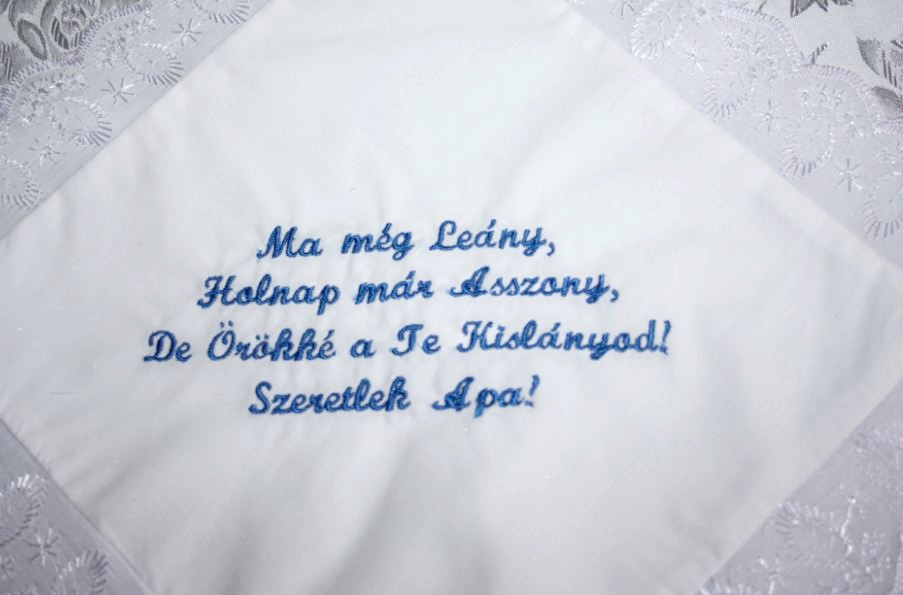 Ma még Leány,
Holnap már Asszony,
De Örökké a Te Kislányod!
Szeretlek Apa!